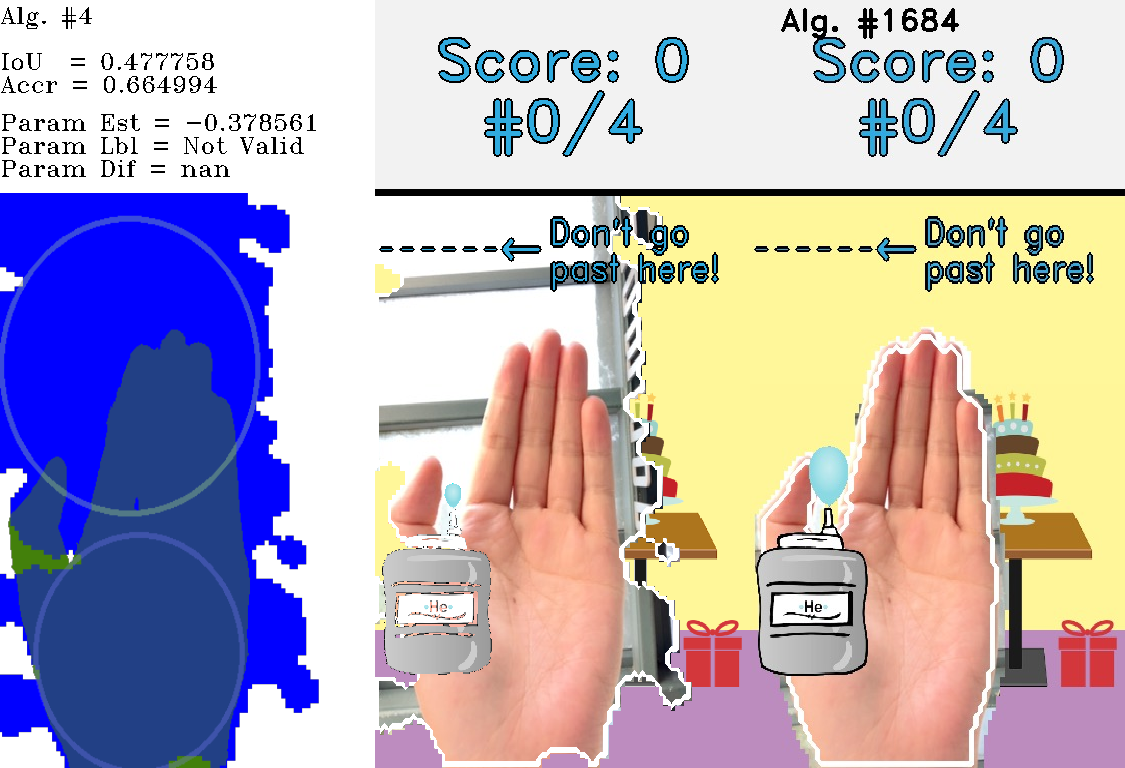 Alg. #4
IoU = 0.477758
Accr = 0.664994
Param Est = −0.378561
Param Lbl = Not Valid
Param Dif = nan
Score: 0
#0/4
Don't go
past here!
He
Alg. #1684
Score: 0
#0/4
Don't go
past here!
He